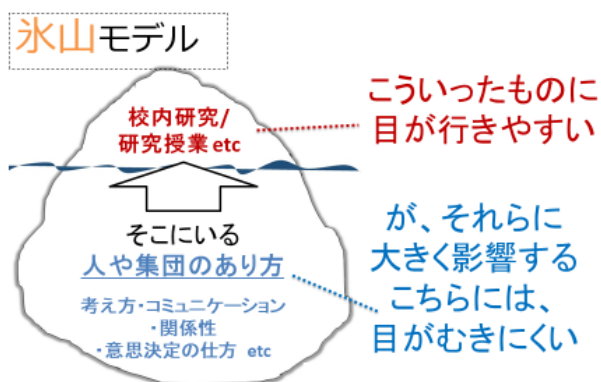 氷山モデル
校内研究/
研究授業 etc
こういったものに
目が行きやすい
そこにいる
人や集団のあり方
考え方・コミュニケーション
・関係性
・意思決定の仕方 etc
が、それらに
大きく影響する
こちらには、
目がむきにくい